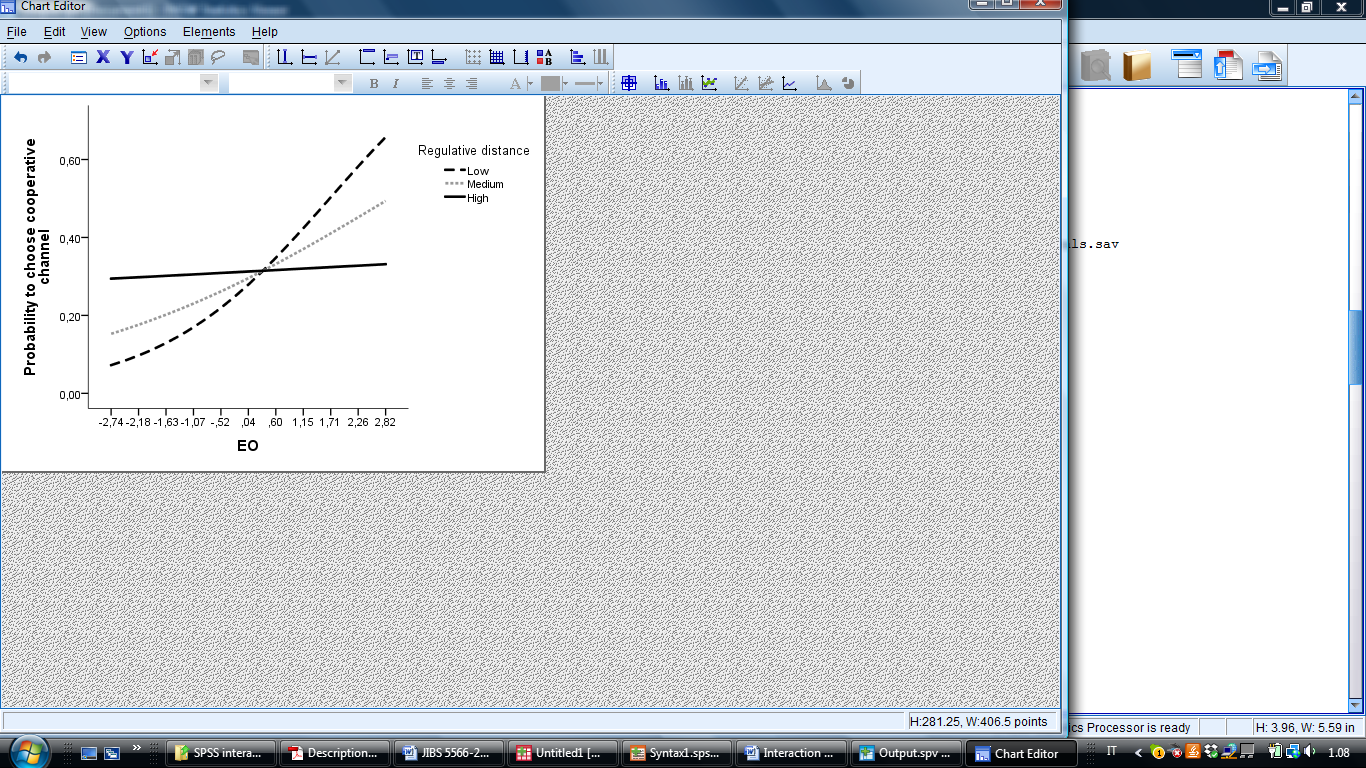 Chart Editor
File Edit View Options Elements Help
B I A
Probability to choose cooperative
channel
0,60
0,40
0,20
0,00
-2,74 -2,18 -1,63 -1,07 -,52 ,04 ,60 1,15 1,71 2,26 2,82
EO
Regulative distance
Low
Medium
High
ls.sav
H:281.25, W:406.5 points
ics Processor is ready
H: 3.96, W: 5.59 in
SPSS intera...
Description...
JIBS 5566-2...
Untitled1 [...
Syntax1.sps...
Interaction ...
Output.spv ...
Chart Editor
IT
1.08